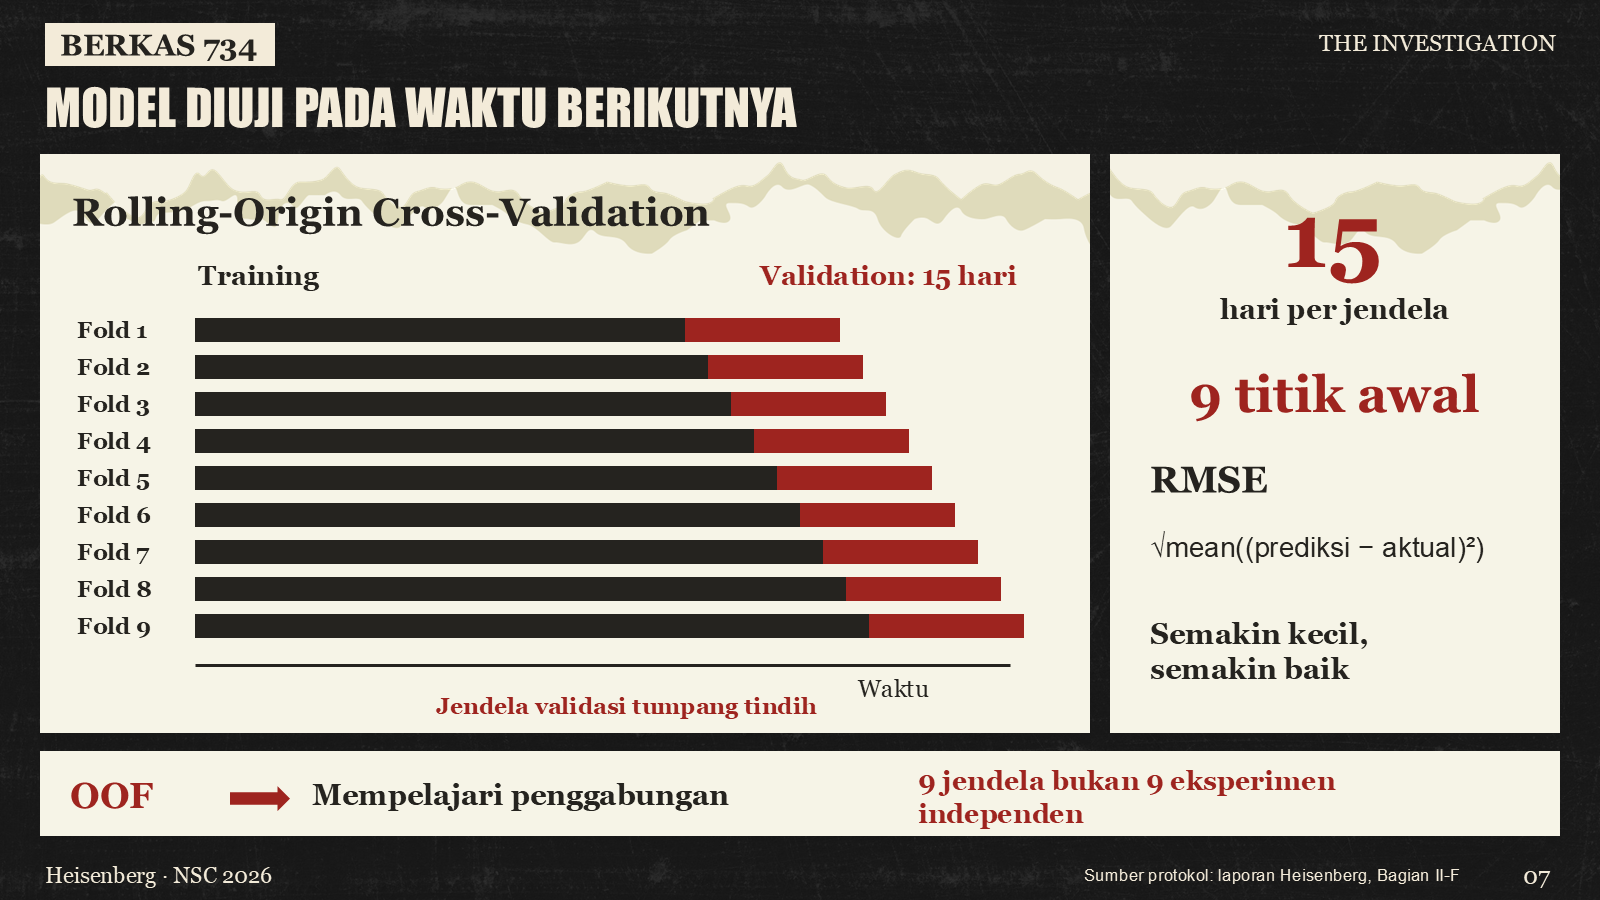 BERKAS 734
THE INVESTIGATION
MODEL DIUJI PADA WAKTU BERIKUTNYA
Rolling-Origin Cross-Validation
Training
Validation: 15 hari
Fold 1
Fold 2
Fold 3
Fold 4
Fold 5
Fold 6
Fold 7
Fold 8
Fold 9
Waktu
Jendela validasi tumpang tindih
15
hari per jendela
9 titik awal
RMSE
√mean((prediksi − aktual)²)
Semakin kecil,
semakin baik
OOF
Mempelajari penggabungan
9 jendela bukan 9 eksperimen
independen
Heisenberg · NSC 2026
Sumber protokol: laporan Heisenberg, Bagian II-F
07